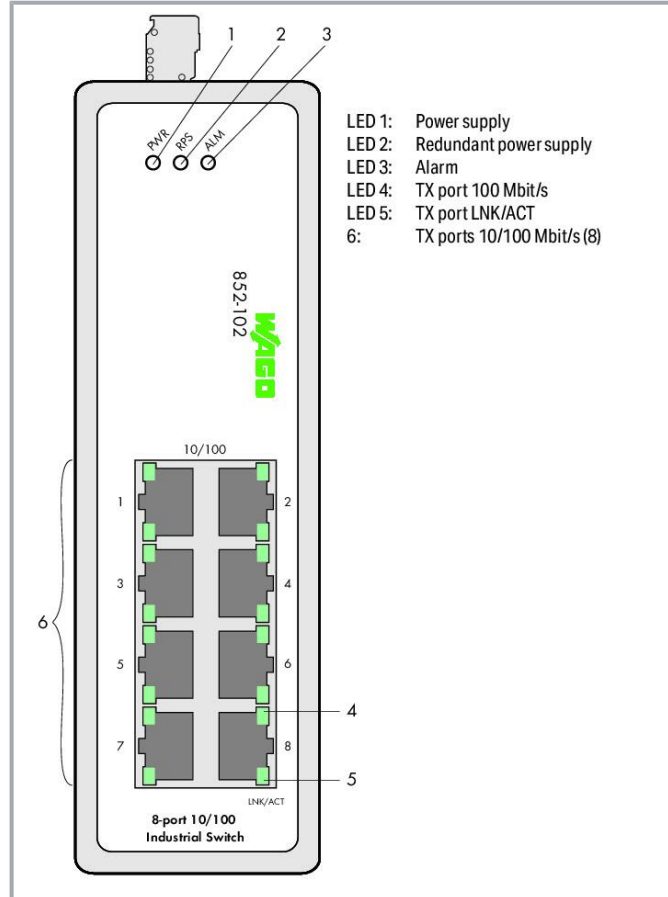 1 2 3
PWR RPS ALM
LED 1: Power supply
LED 2: Redundant power supply
LED 3: Alarm
LED 4: TX port 100 Mbit/s
LED 5: TX port LNK/ACT
6: TX ports 10/100 Mbit/s (8)
852-102
WAGO
10/100
1 2
3 4
6
5 6
4
7 8
5
LNK/ACT
8-port 10/100
Industrial Switch